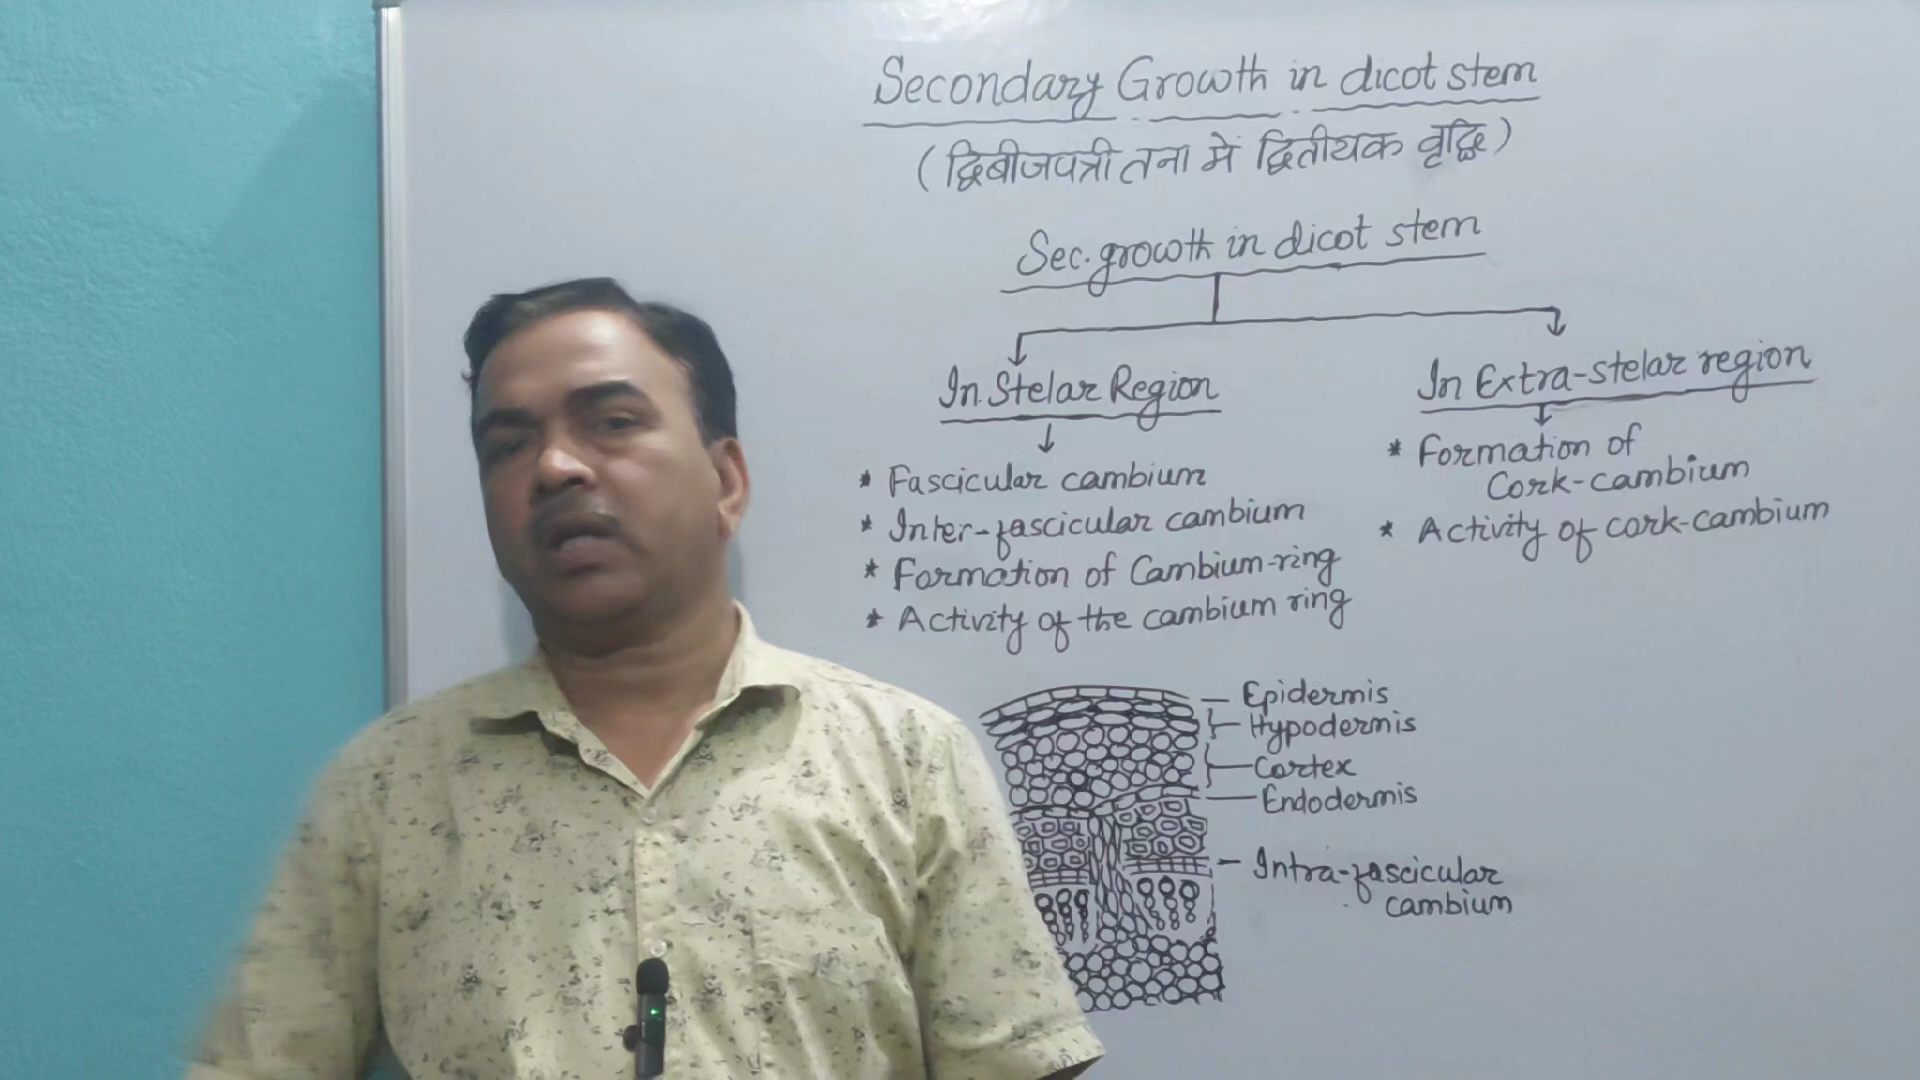 Secondary Growth in dicot stem
(द्विबीजपत्री तना में द्वितीयक वृद्धि)
Sec. growth in dicot stem
In Stelar Region
* Fascicular cambium
* Inter-fascicular cambium
* Formation of Cambium-ring
* Activity of the cambium ring
In Extra-stelar region
* Formation of
Cork-cambium
* Activity of cork-cambium
Epidermis
Hypodermis
Cortex
Endodermis
Intra-fascicular
cambium